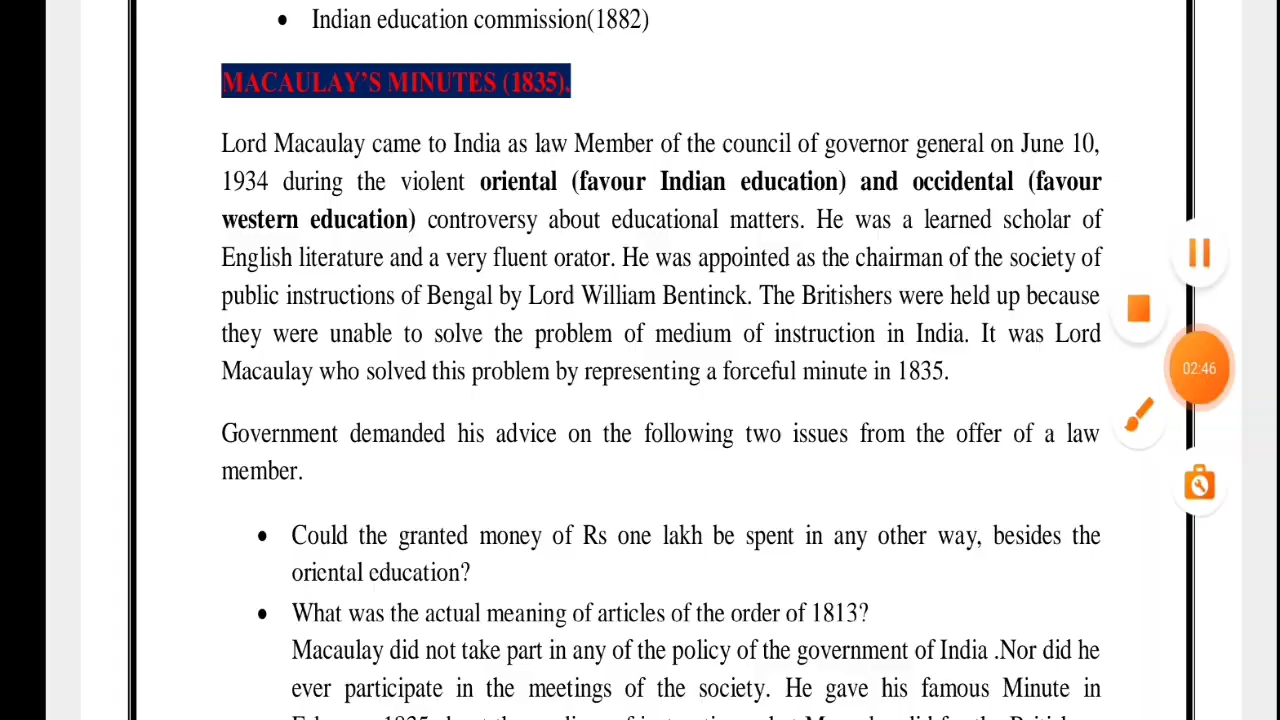 • Indian education commission(1882)
MACAULAY'S MINUTES (1835).
Lord Macaulay came to India as law Member of the council of governor general on June 10,
1934 during the violent oriental (favour Indian education) and occidental (favour
western education) controversy about educational matters. He was a learned scholar of
English literature and a very fluent orator. He was appointed as the chairman of the society of
public instructions of Bengal by Lord William Bentinck. The Britishers were held up because
they were unable to solve the problem of medium of instruction in India. It was Lord
Macaulay who solved this problem by representing a forceful minute in 1835.
Government demanded his advice on the following two issues from the offer of a law
member.
• Could the granted money of Rs one lakh be spent in any other way, besides the
oriental education?
• What was the actual meaning of articles of the order of 1813?
Macaulay did not take part in any of the policy of the government of India .Nor did he
ever participate in the meetings of the society. He gave his famous Minute in
02:46